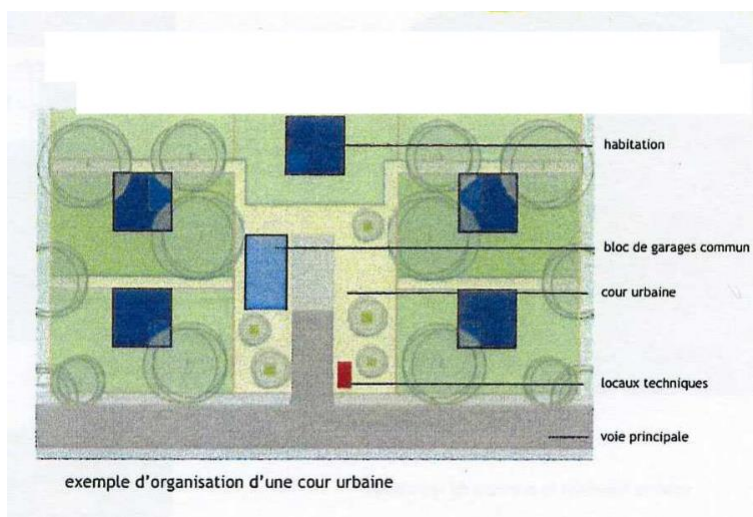 habitation
bloc de garages commun
cour urbaine
locaux techniques
voie principale
exemple d'organisation d'une cour urbaine